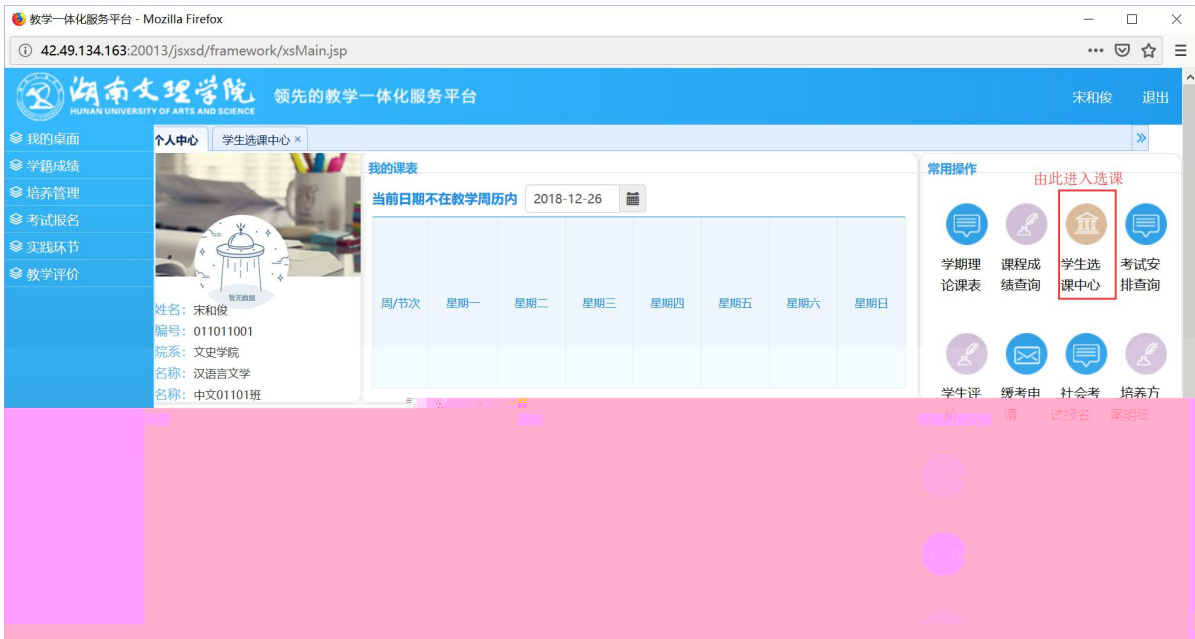 教学一体化服务平台 - Mozilla Firefox
42.49.134.163:20013/jsxsd/framework/xsMain.jsp
湖南文理学院
HUNAN UNIVERSITY OF ARTS AND SCIENCE
领先的教学一体化服务平台
宋和俊 退出
我的桌面
学籍成绩
培养管理
考试报名
实践环节
教学评价
个人中心 学生选课中心 ×
暂无数据
姓名：宋和俊
编号：011011001
院系：文史学院
名称：汉语言文学
名称：中文01101班
我的课表
当前日期不在教学周历内 2018-12-26
周/节次 星期一 星期二 星期三 星期四 星期五 星期六 星期日
常用操作
由此进入选课
学期理论课表
课程成绩查询
学生选课中心
考试安排查询
学生评价
缓考申请
社会考试报名
培养方案明细